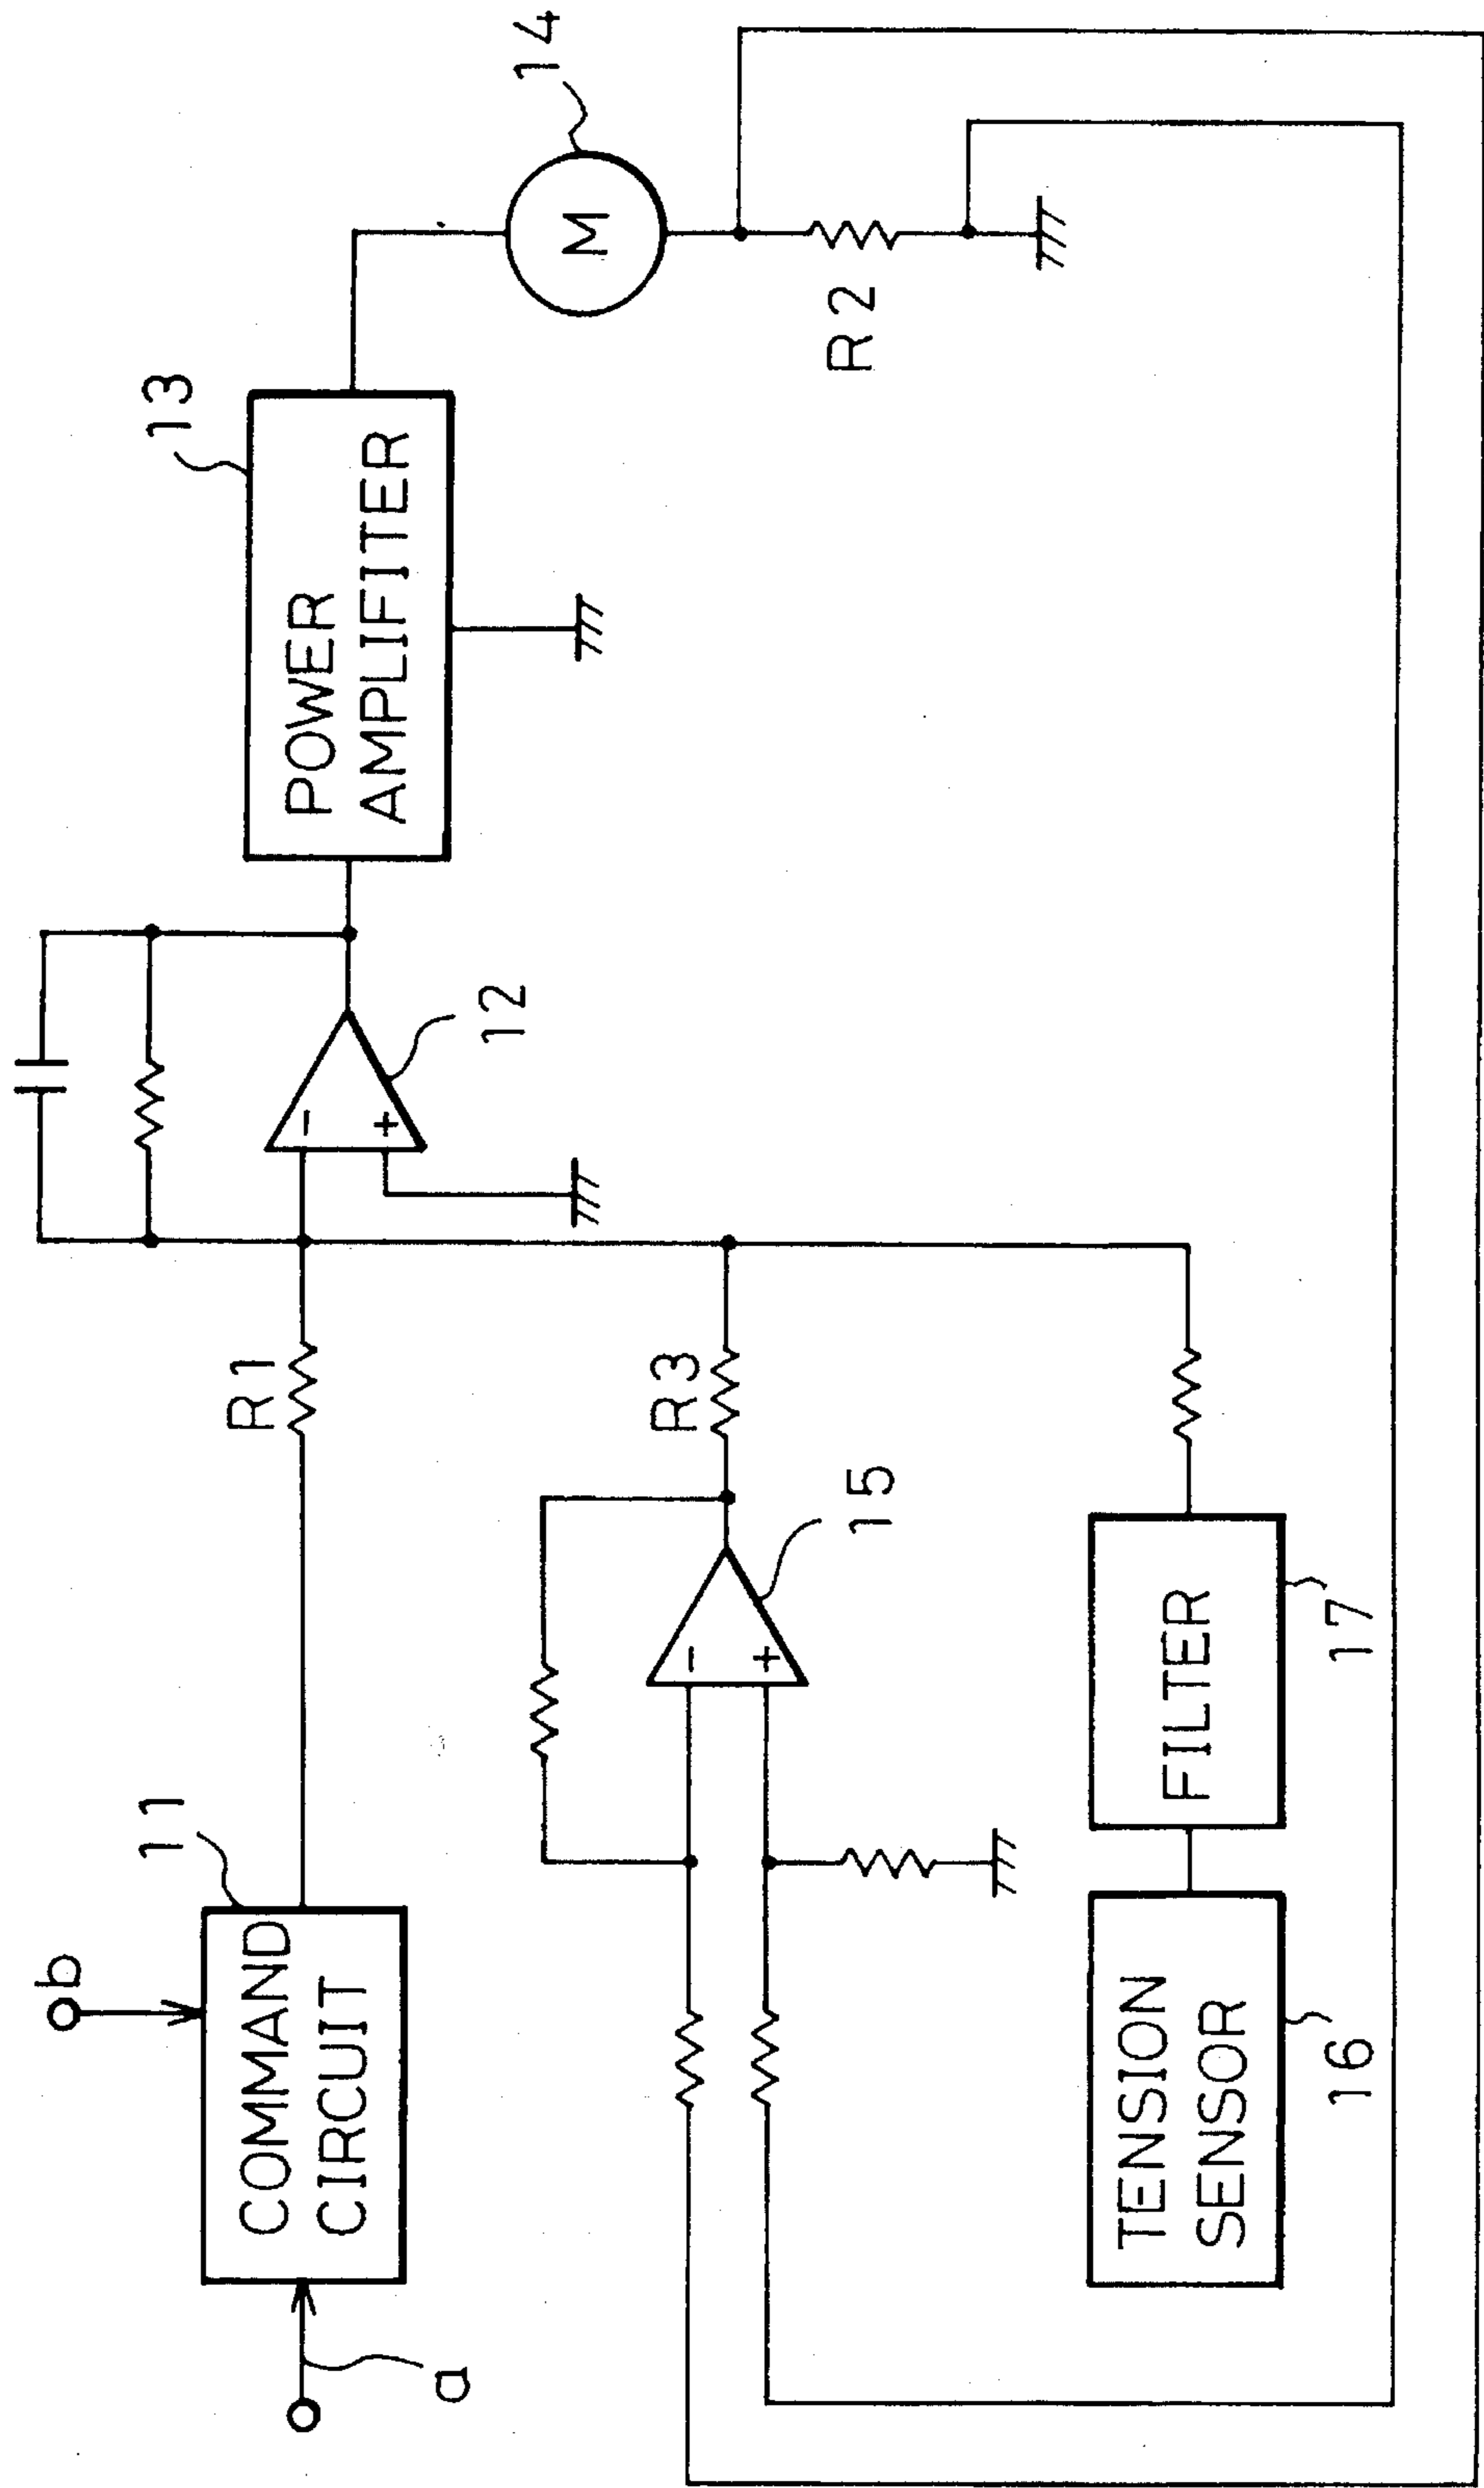 b
11
COMMAND
CIRCUIT
a
R1
12
-
+
13
POWER
AMPLIFITER
14
M
R2
R3
15
-
+
TENSION
SENSOR
16
FILTER
17